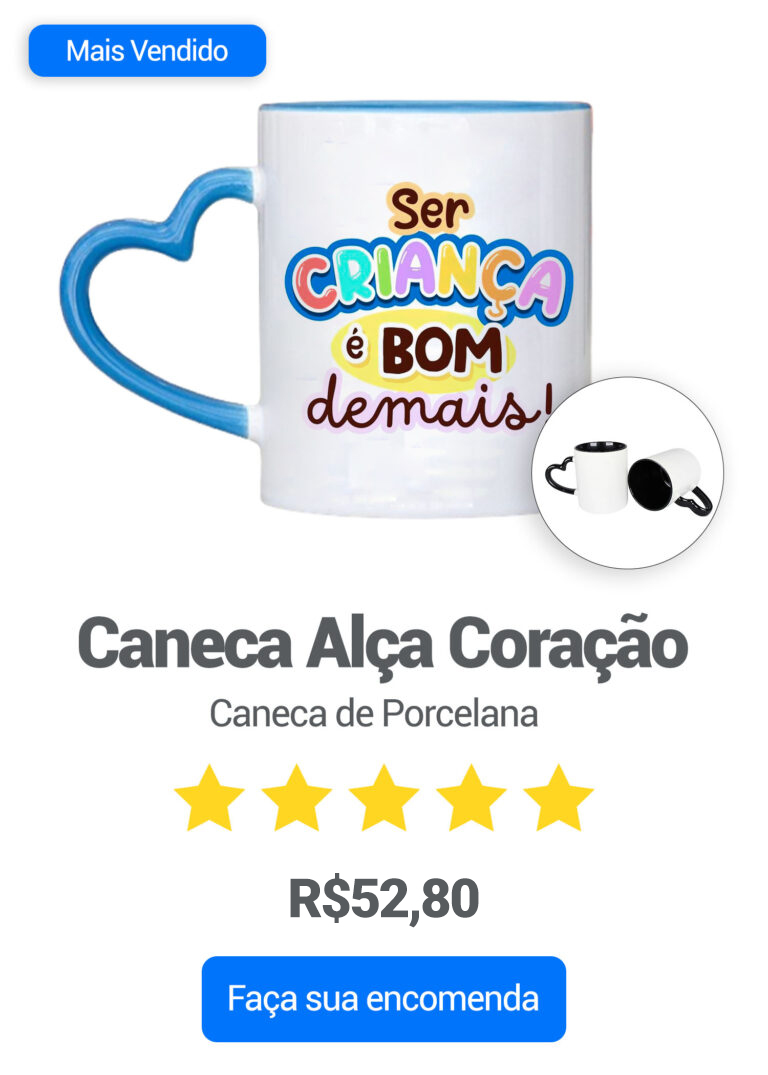 Mais Vendido
Ser
CRIANÇA
é BOM
demais!
Caneca Alça Coração
Caneca de Porcelana
R$52,80
Faça sua encomenda